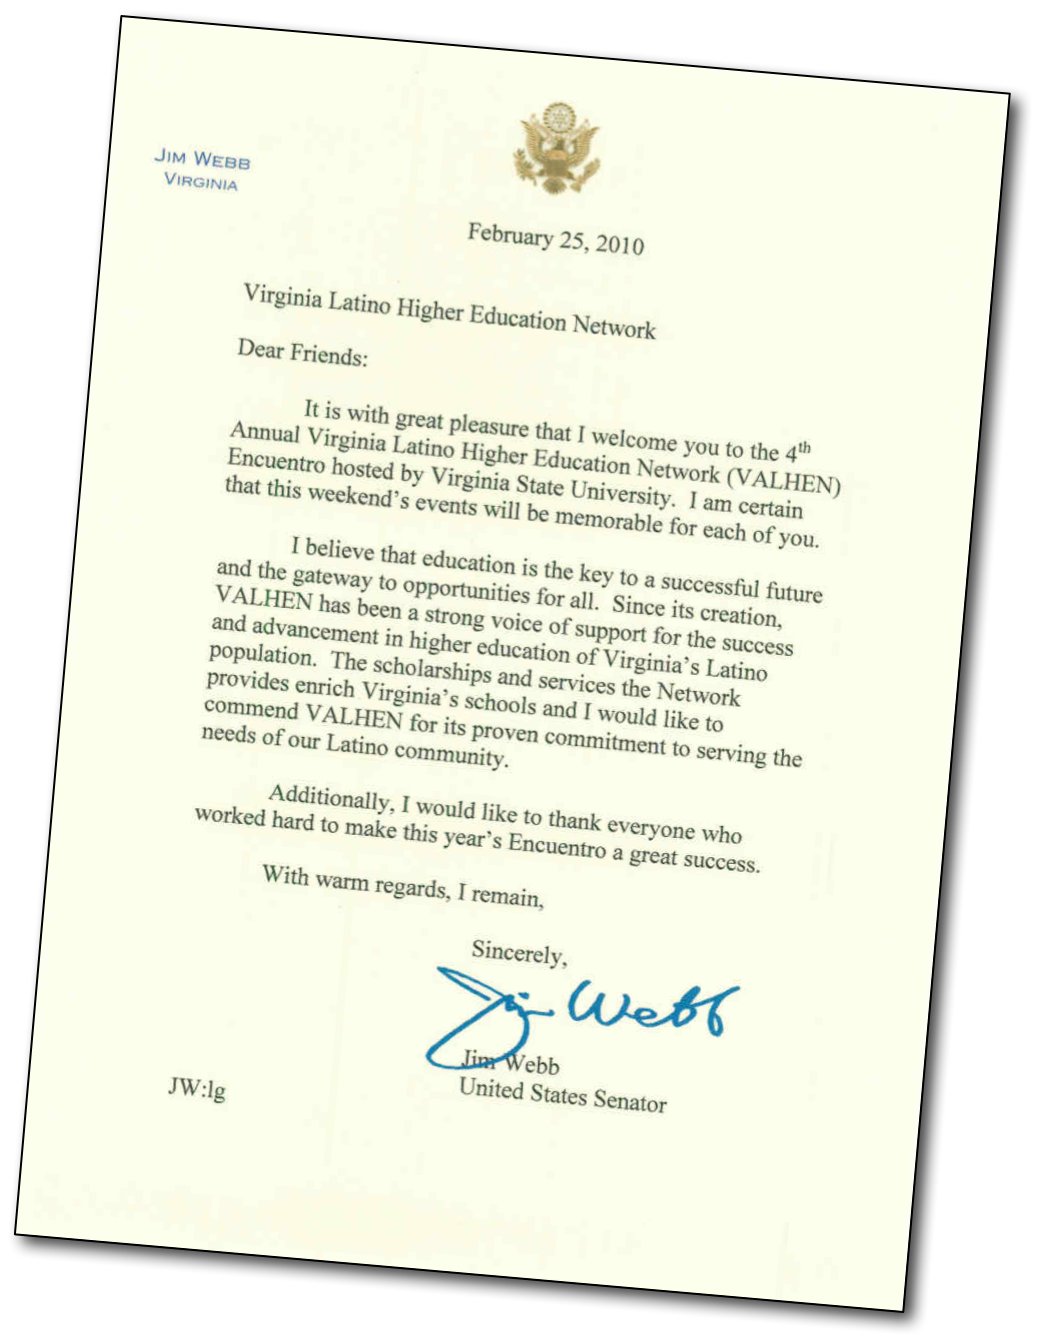 JIM WEBB
VIRGINIA
February 25, 2010
Virginia Latino Higher Education Network
Dear Friends:
It is with great pleasure that I welcome you to the 4th
Annual Virginia Latino Higher Education Network (VALHEN)
Encuentro hosted by Virginia State University. I am certain
that this weekend's events will be memorable for each of you.
I believe that education is the key to a successful future
and the gateway to opportunities for all. Since its creation,
VALHEN has been a strong voice of support for the success
and advancement in higher education of Virginia's Latino
population. The scholarships and services the Network
provides enrich Virginia's schools and I would like to
commend VALHEN for its proven commitment to serving the
needs of our Latino community.
Additionally, I would like to thank everyone who
worked hard to make this year's Encuentro a great success.
With warm regards, I remain,
Sincerely,
Jim Webb
Jim Webb
United States Senator
JW:lg